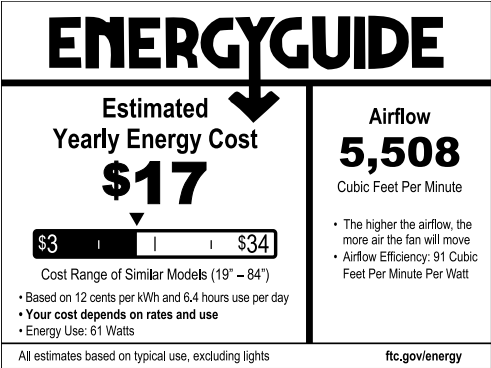 ENERGYGUIDE
Estimated
Yearly Energy Cost
$17
$3
$34
Cost Range of Similar Models (19” – 84”)
• Based on 12 cents per kWh and 6.4 hours use per day
• Your cost depends on rates and use
• Energy Use: 61 Watts
Airflow
5,508
Cubic Feet Per Minute
• The higher the airflow, the
more air the fan will move
• Airflow Efficiency: 91 Cubic
Feet Per Minute Per Watt
All estimates based on typical use, excluding lights
ftc.gov/energy